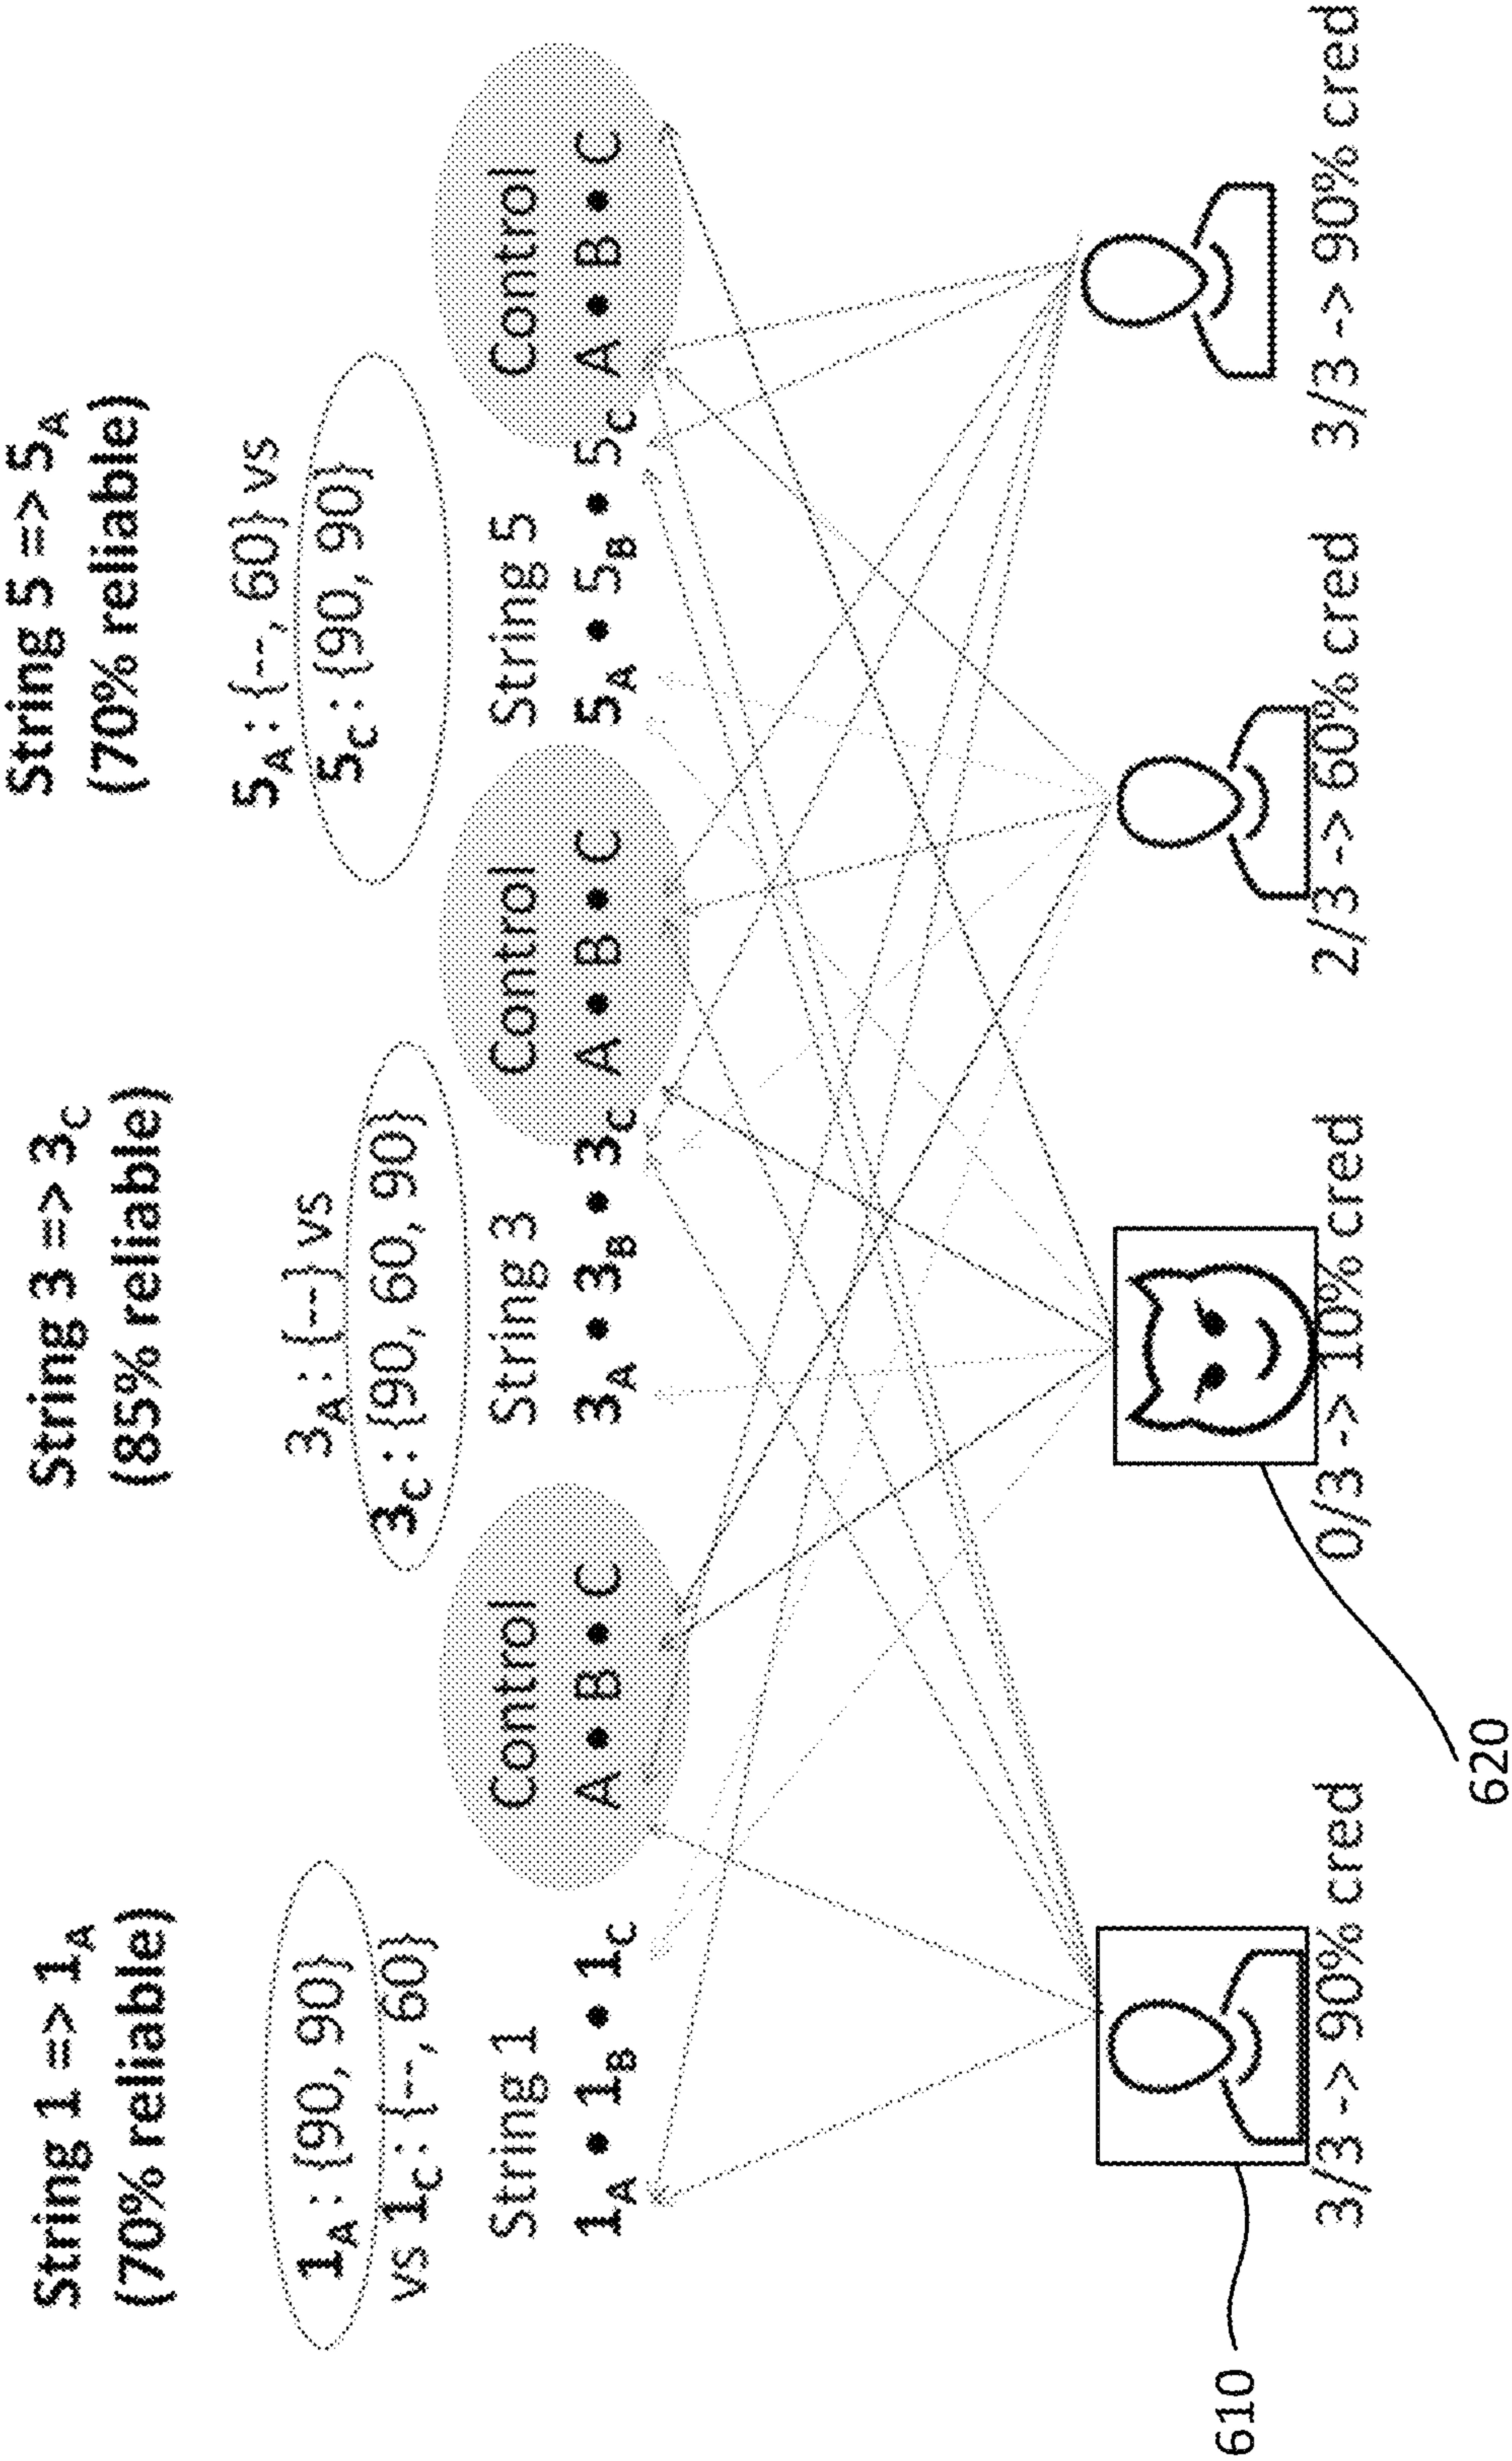 String 1 => 1A
(70% reliable)
1A : {90, 90}
vs 1C : {--, 60}
String 3 => 3C
(85% reliable)
3A : {--} vs
3C : {90, 60, 90}
String 5 => 5A
(70% reliable)
5A : {--, 60} vs
5C : {90, 90}
String 1
1A • 1B • 1C
Control
A • B • C
String 3
3A • 3B • 3C
Control
A • B • C
String 5
5A • 5B • 5C
Control
A • B • C
3/3 -> 90% cred
0/3 -> 10% cred
2/3 -> 60% cred
3/3 -> 90% cred
610
620